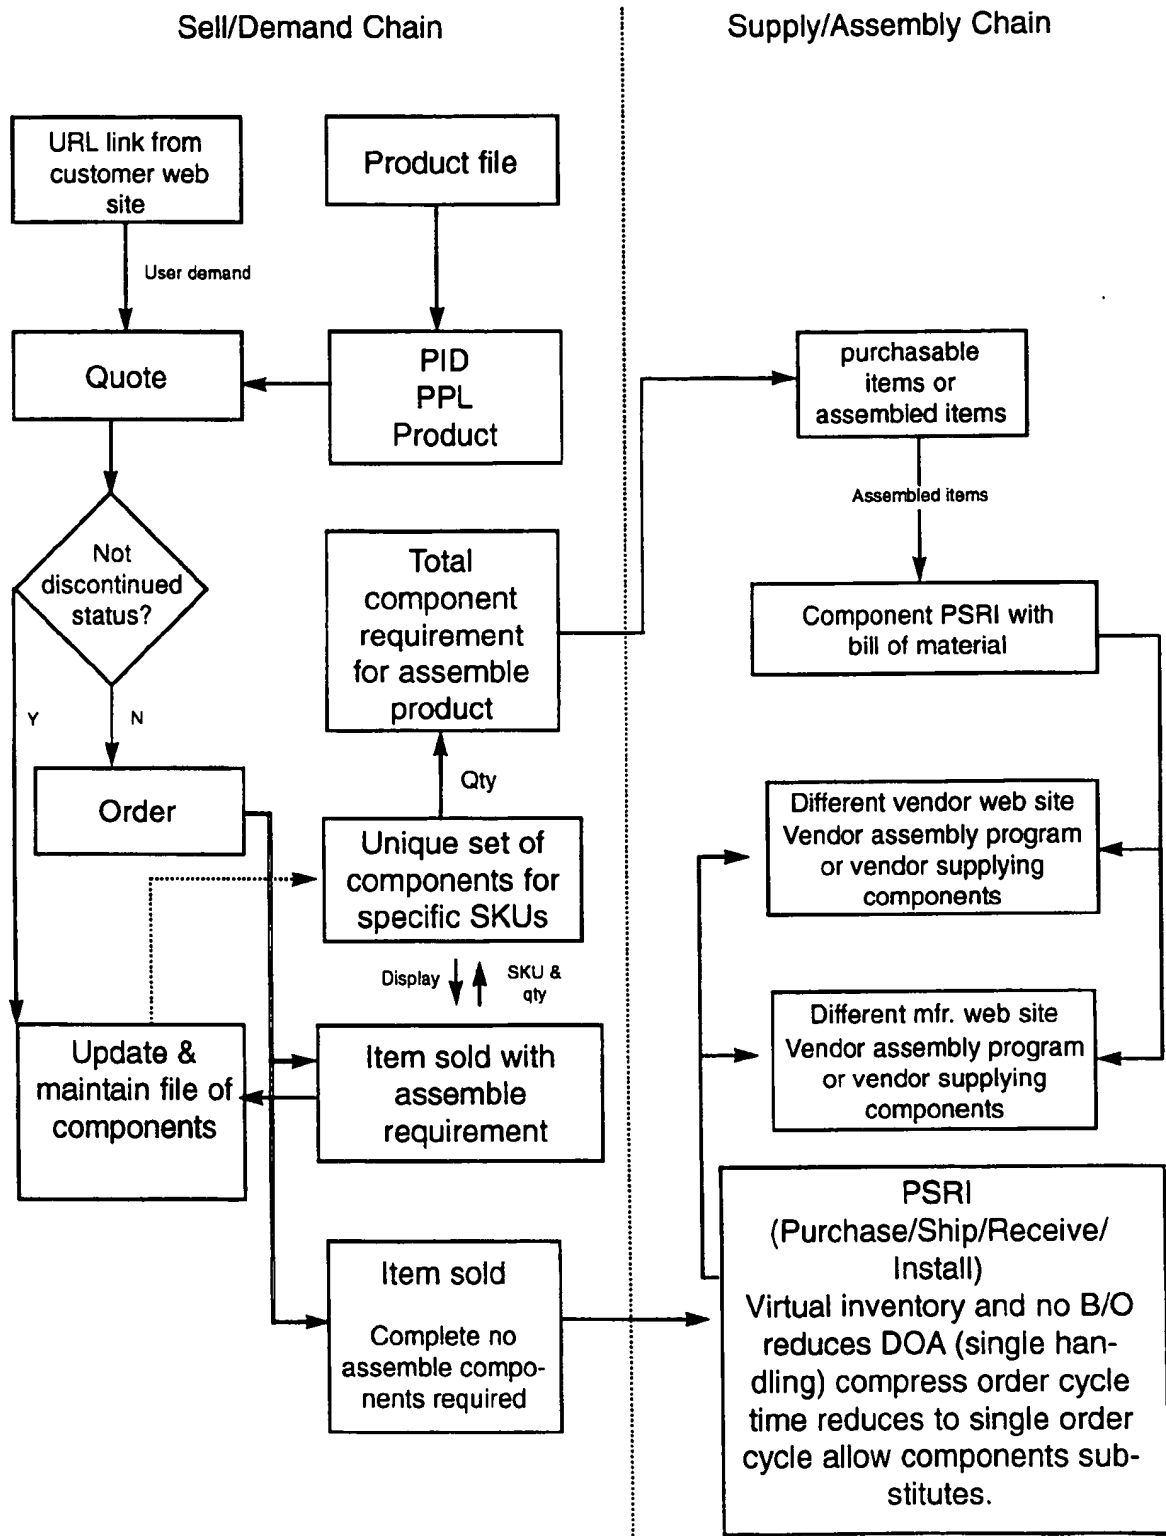 Sell/Demand Chain
Supply/Assembly Chain
URL link from
customer web
site
Product file
User demand
Quote
PID
PPL
Product
purchasable
items or
assembled items
Assembled items
Not
discontinued
status?
Total
component
requirement
for assemble
product
Component PSRI with
bill of material
Y
N
Qty
Order
Unique set of
components for
specific SKUs
Different vendor web site
Vendor assembly program
or vendor supplying
components
Display
SKU &
qty
Update &
maintain file of
components
Item sold with
assemble
requirement
Different mfr. web site
Vendor assembly program
or vendor supplying
components
Item sold
Complete no
assemble compo-
nents required
PSRI
(Purchase/Ship/Receive/
Install)
Virtual inventory and no B/O
reduces DOA (single han-
dling) compress order cycle
time reduces to single order
cycle allow components sub-
stitutes.